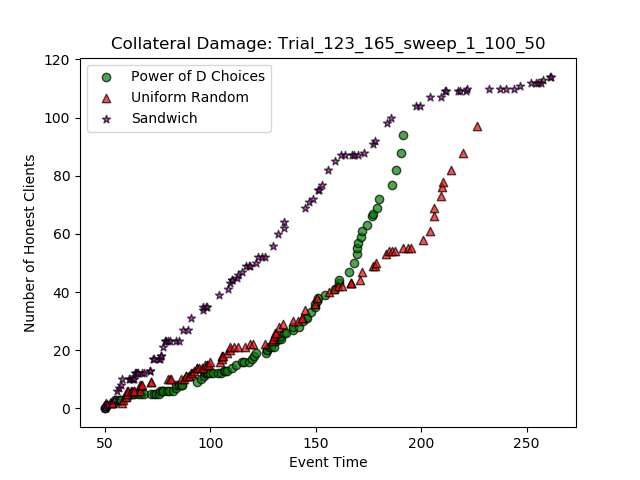 Collateral Damage: Trial_123_165_sweep_1_100_50
Power of D Choices
Uniform Random
Sandwich
Number of Honest Clients
120
100
80
60
40
20
0
50
100
150
200
250
Event Time